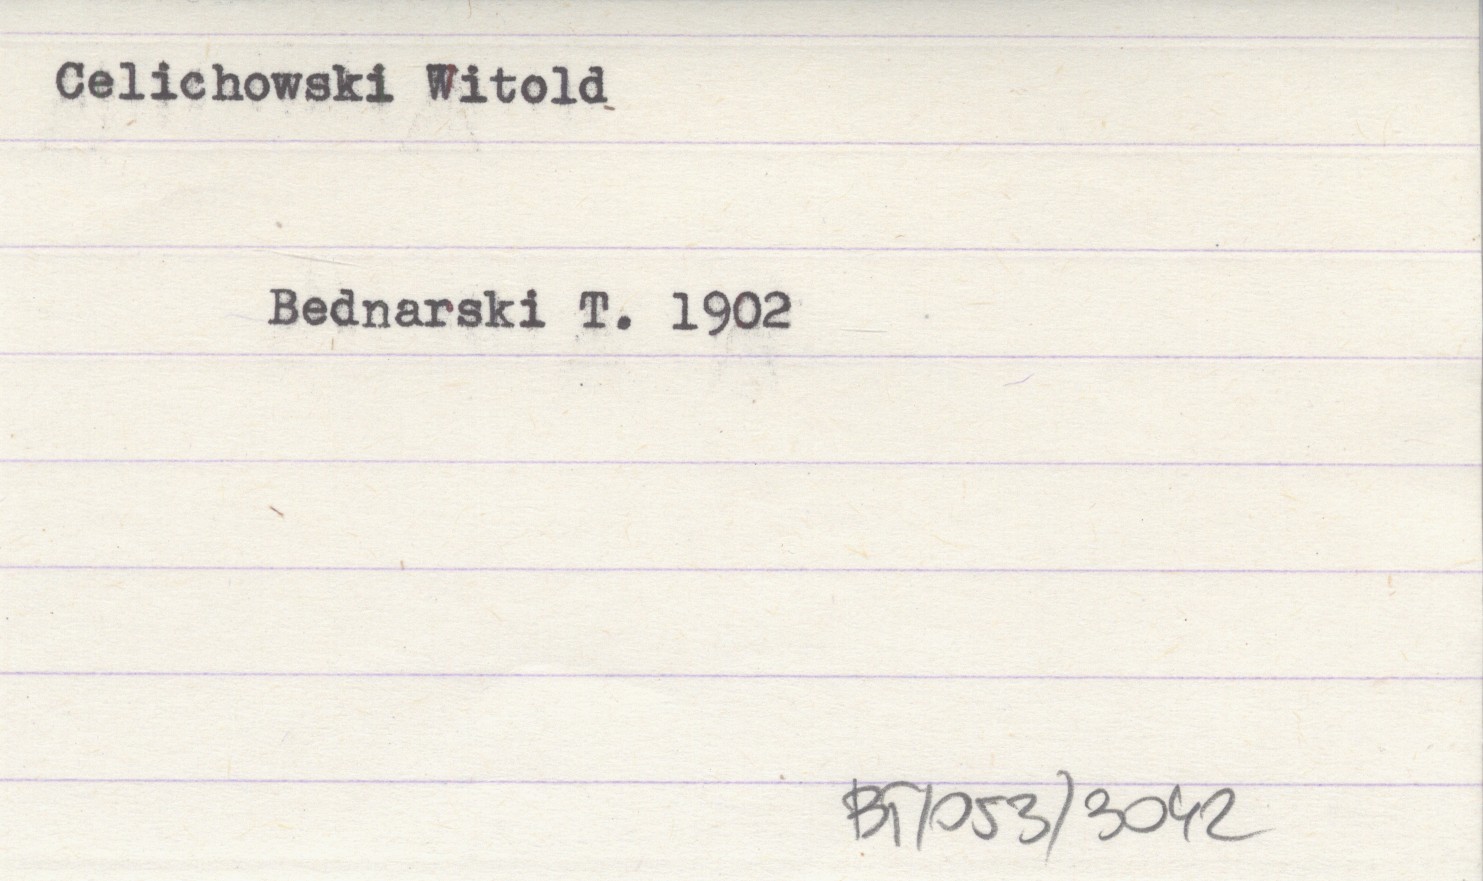 Celichowski Witold
Bednarski T. 1902
BT/053/3042